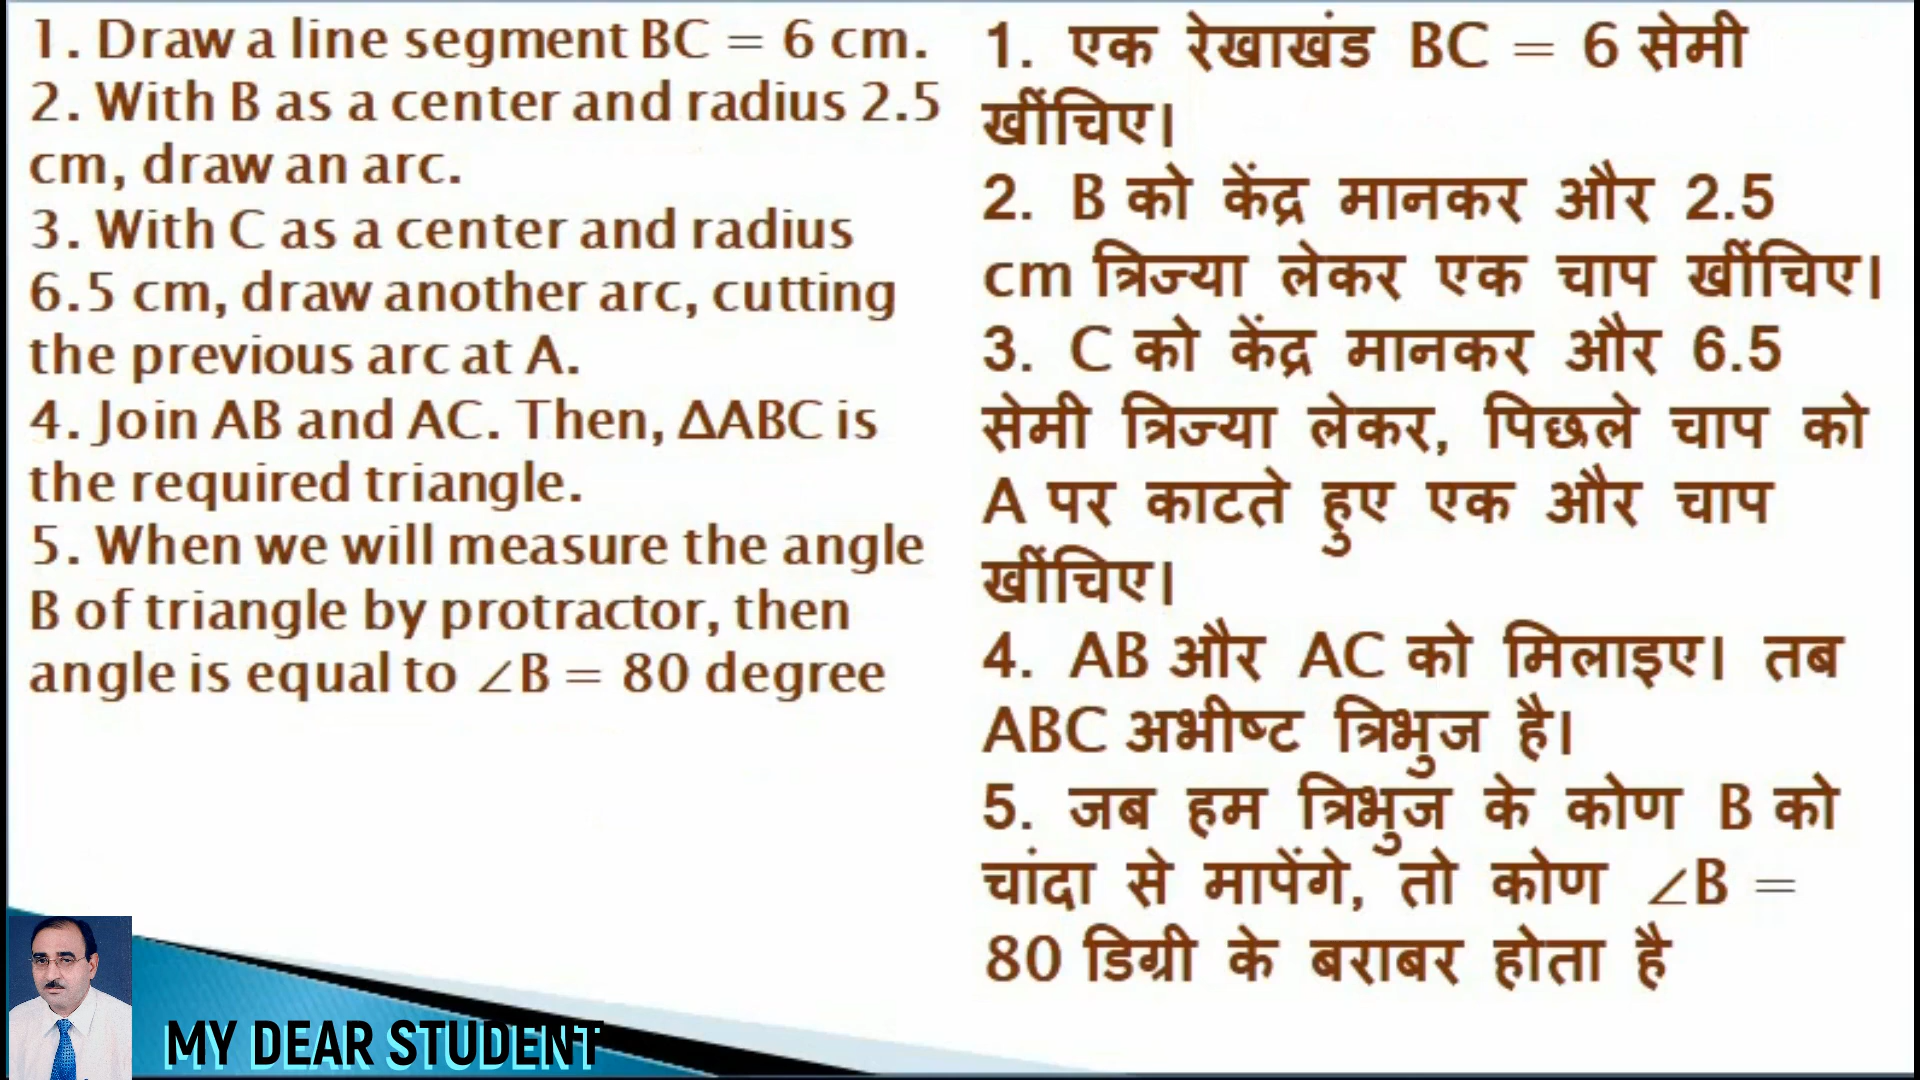 1. Draw a line segment BC = 6 cm.
2. With B as a center and radius 2.5
cm, draw an arc.
3. With C as a center and radius
6.5 cm, draw another arc, cutting
the previous arc at A.
4. Join AB and AC. Then, ΔABC is
the required triangle.
5. When we will measure the angle
B of triangle by protractor, then
angle is equal to ∠B = 80 degree
1. एक रेखाखंड BC = 6 सेमी
खींचिए।
2. B को केंद्र मानकर और 2.5
cm त्रिज्या लेकर एक चाप खींचिए।
3. C को केंद्र मानकर और 6.5
सेमी त्रिज्या लेकर, पिछले चाप को
A पर काटते हुए एक और चाप
खींचिए।
4. AB और AC को मिलाइए। तब
ABC अभीष्ट त्रिभुज है।
5. जब हम त्रिभुज के कोण B को
चांदा से मापेंगे, तो कोण ∠B =
80 डिग्री के बराबर होता है
MY DEAR STUDENT